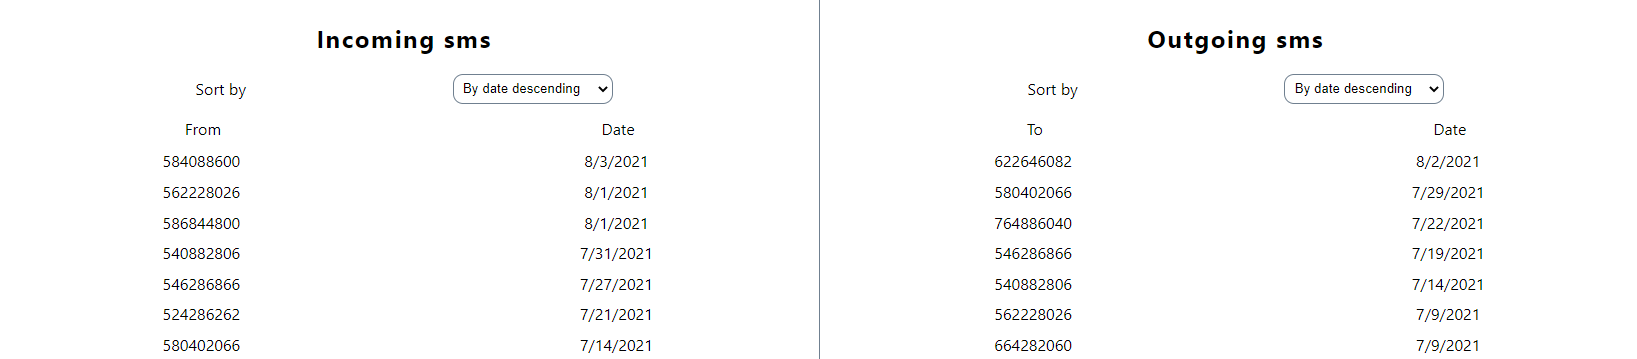 Incoming sms
Sort by By date descending
From Date
584088600 8/3/2021
562228026 8/1/2021
586844800 8/1/2021
540882806 7/31/2021
546286866 7/27/2021
524286262 7/21/2021
580402066 7/14/2021
Outgoing sms
Sort by By date descending
To Date
622646082 8/2/2021
580402066 7/29/2021
764886040 7/22/2021
546286866 7/19/2021
540882806 7/14/2021
562228026 7/9/2021
664282060 7/9/2021